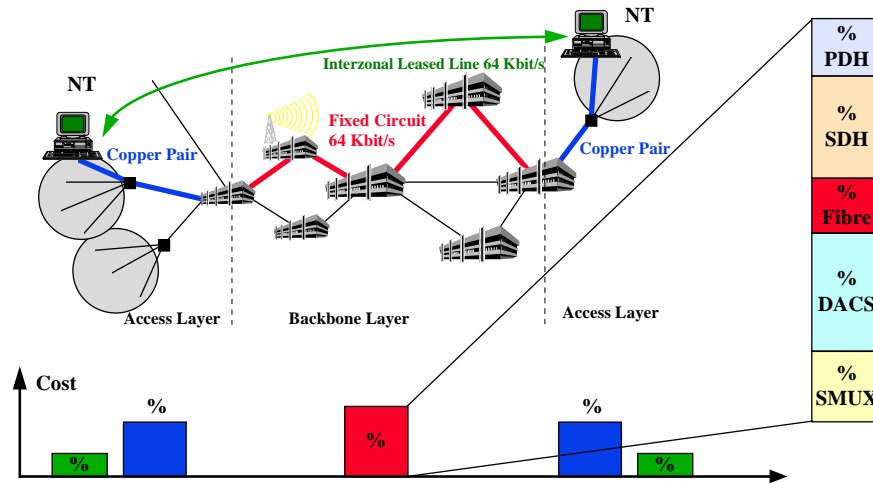 NT
%
PDH
Interzonal Leased Line 64 Kbit/s
NT
Fixed Circuit
64 Kbit/s
%
SDH
Copper Pair
Copper Pair
%
Fibre
%
DACS
Access Layer
Backbone Layer
Access Layer
%
SMUX
Cost
%
%
%
%
%